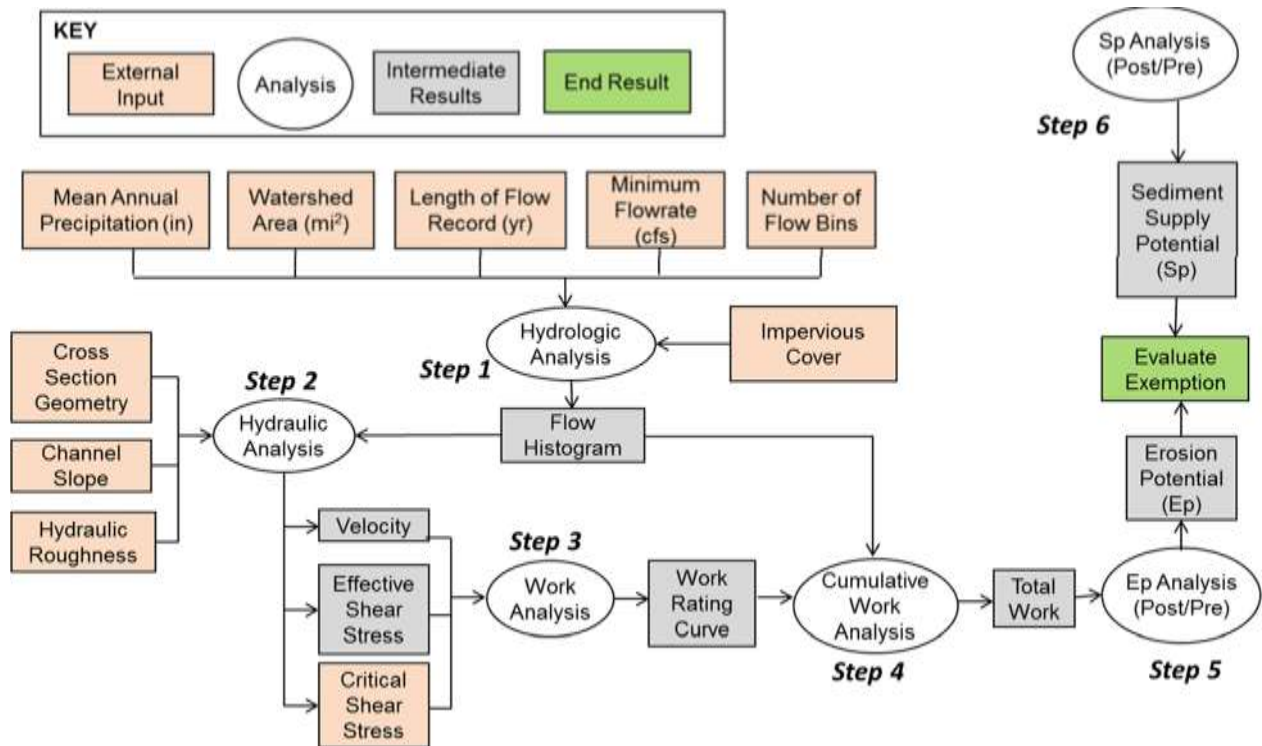 KEY
External
Input
Analysis
Intermediate
Results
End Result
Sp Analysis
(Post/Pre)
Step 6
Mean Annual
Precipitation (in)
Watershed
Area (mi²)
Length of Flow
Record (yr)
Minimum
Flowrate
(cfs)
Number of
Flow Bins
Sediment
Supply
Potential
(Sp)
Hydrologic
Analysis
Step 1
Impervious
Cover
Evaluate
Exemption
Cross
Section
Geometry
Step 2
Hydraulic
Analysis
Flow
Histogram
Channel
Slope
Erosion
Potential
(Ep)
Hydraulic
Roughness
Velocity
Step 3
Effective
Shear
Stress
Work
Analysis
Work
Rating
Curve
Cumulative
Work
Analysis
Step 4
Total
Work
Ep Analysis
(Post/Pre)
Step 5
Critical
Shear
Stress